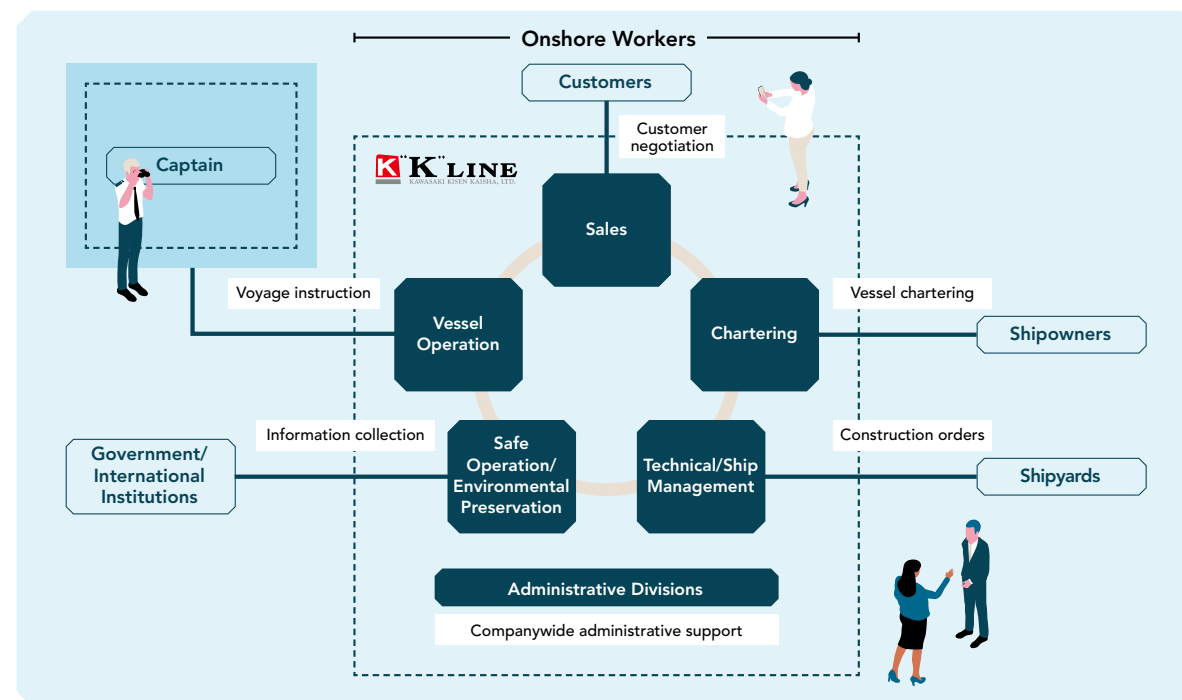 Onshore Workers
Customers
Customer
negotiation
Captain
K
"K" LINE
KAWASAKI KISEN KAISHA, LTD.
Sales
Voyage instruction
Vessel chartering
Vessel
Operation
Chartering
Shipowners
Information collection
Construction orders
Government/
International
Institutions
Safe
Operation/
Environmental
Preservation
Technical/Ship
Management
Shipyards
Administrative Divisions
Companywide administrative support